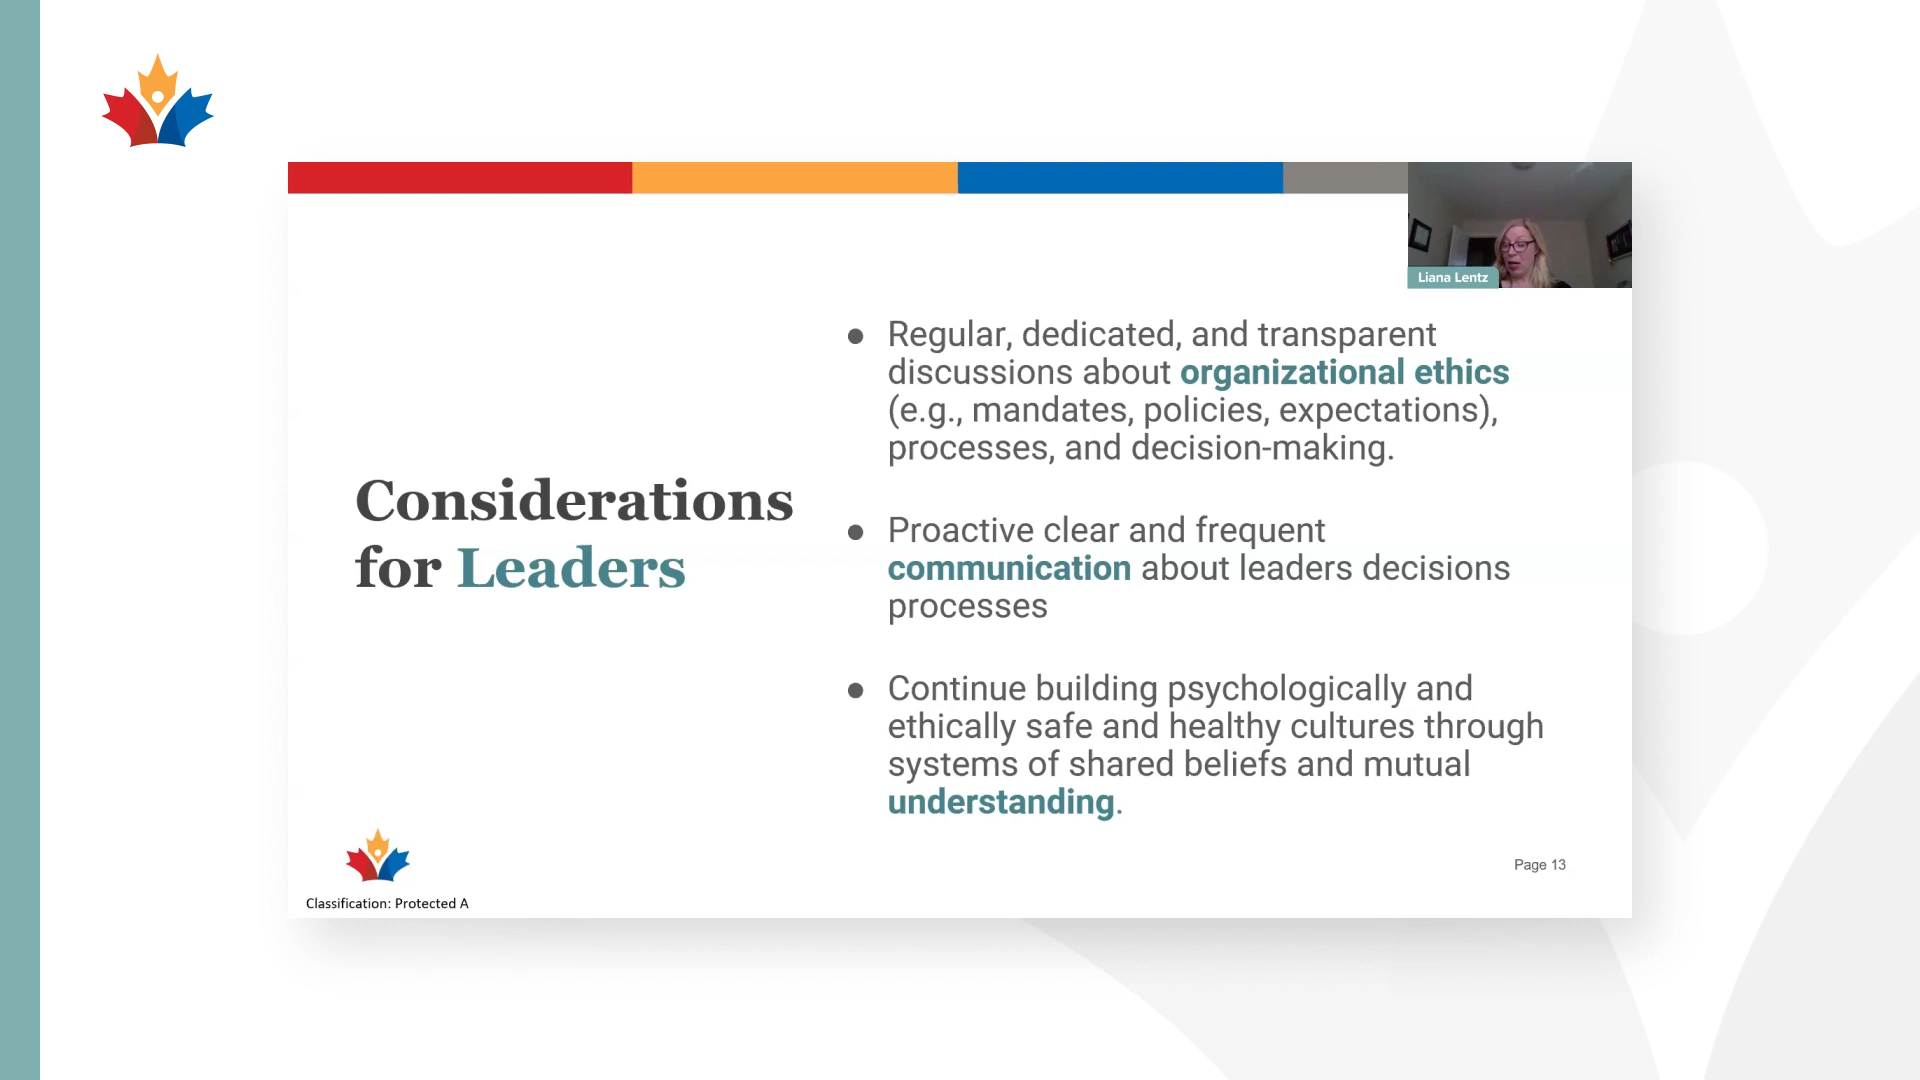 Liana Lentz
Considerations
for Leaders
● Regular, dedicated, and transparent
discussions about organizational ethics
(e.g., mandates, policies, expectations),
processes, and decision-making.
● Proactive clear and frequent
communication about leaders decisions
processes
● Continue building psychologically and
ethically safe and healthy cultures through
systems of shared beliefs and mutual
understanding.
Page 13
Classification: Protected A